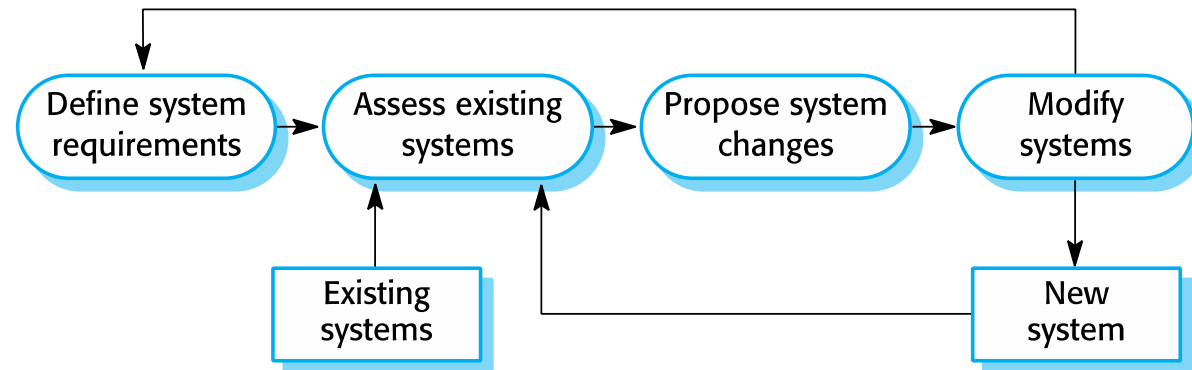 Define system
requirements
Assess existing
systems
Propose system
changes
Modify
systems
Existing
systems
New
system